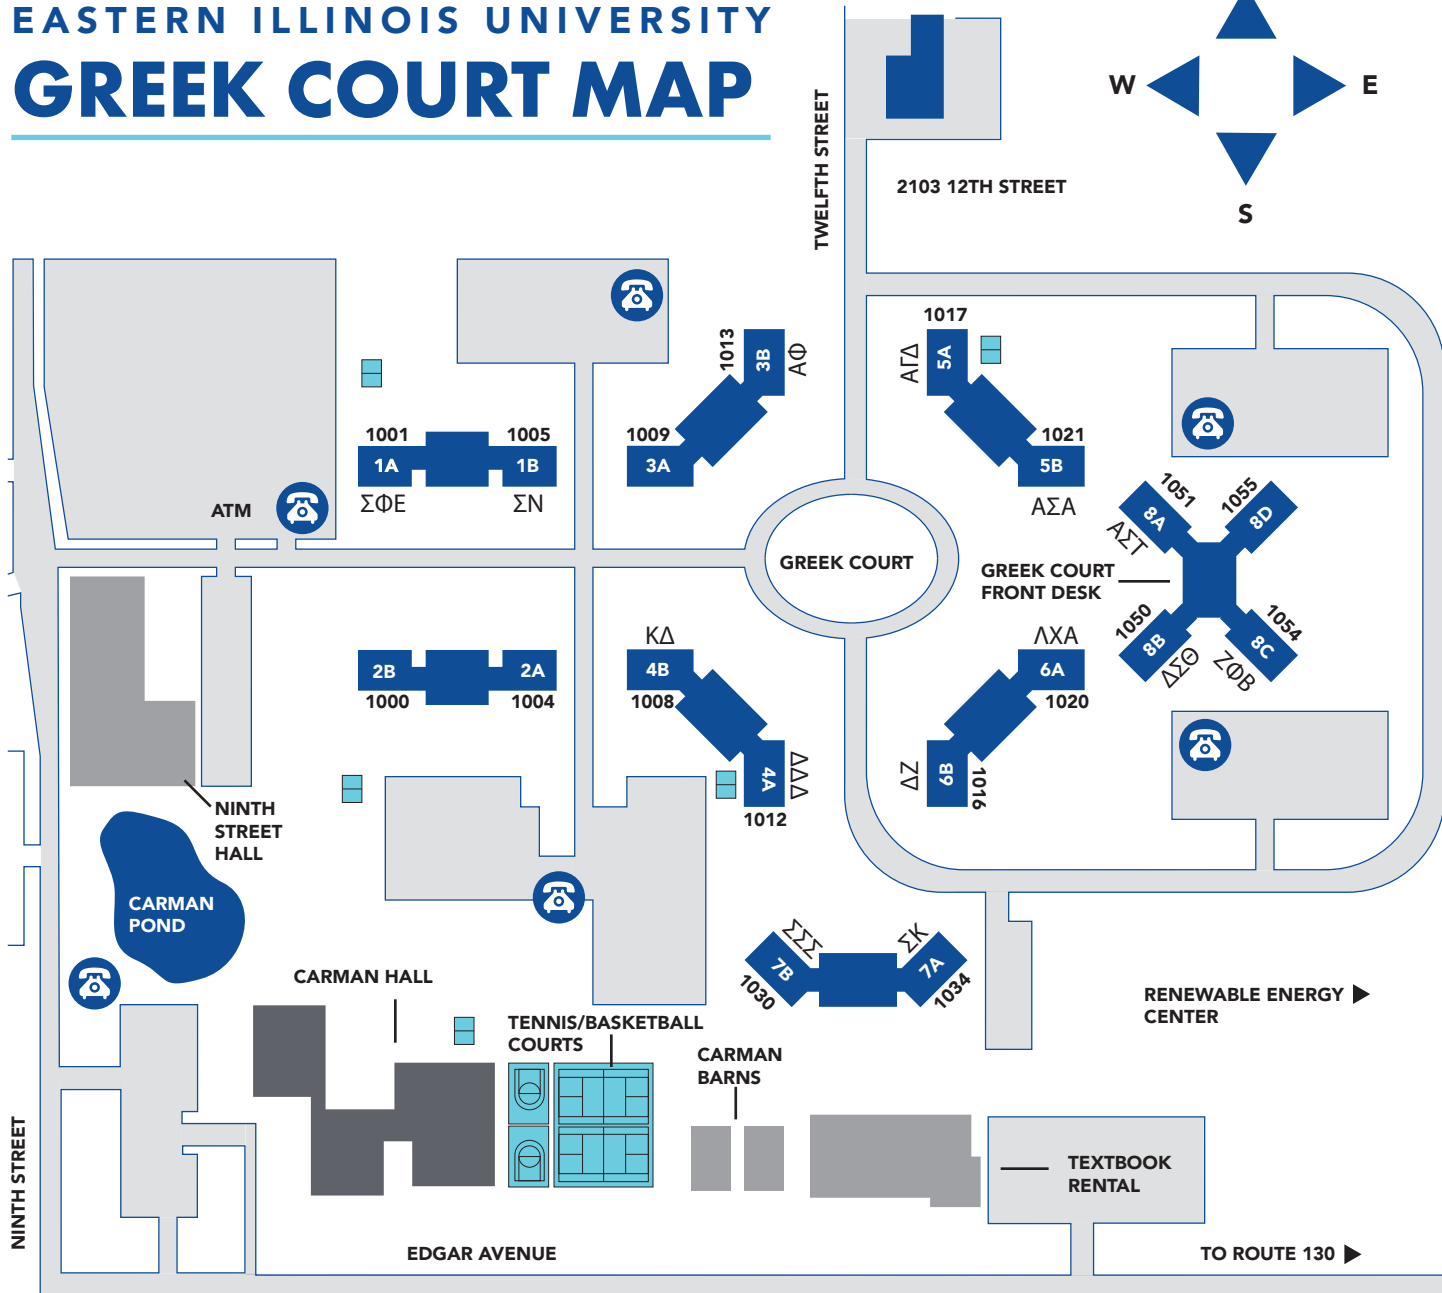 EASTERN ILLINOIS UNIVERSITY
GREEK COURT MAP
W
E
S
TWELFTH STREET
2103 12TH STREET
1013
3B
ΑΦ
1017
ΑΓΔ
5A
1001
1A
ΣΦΕ
1005
1B
ΣΝ
1009
3A
1021
5B
ΑΣΑ
ATM
1051
8A
ΑΣΤ
1055
8D
GREEK COURT
GREEK COURT
FRONT DESK
1050
8B
ΔΣΘ
1054
8C
ΖΦΒ
2B
1000
2A
1004
ΚΔ
4B
1008
ΛΧΑ
6A
1020
4A
ΔΔΔ
1012
ΔΖ
6B
1016
NINTH
STREET
HALL
CARMAN
POND
ΣΣΣ
7B
1030
ΣΚ
7A
1034
CARMAN HALL
RENEWABLE ENERGY
CENTER
TENNIS/BASKETBALL
COURTS
CARMAN
BARNS
NINTH STREET
TEXTBOOK
RENTAL
EDGAR AVENUE
TO ROUTE 130